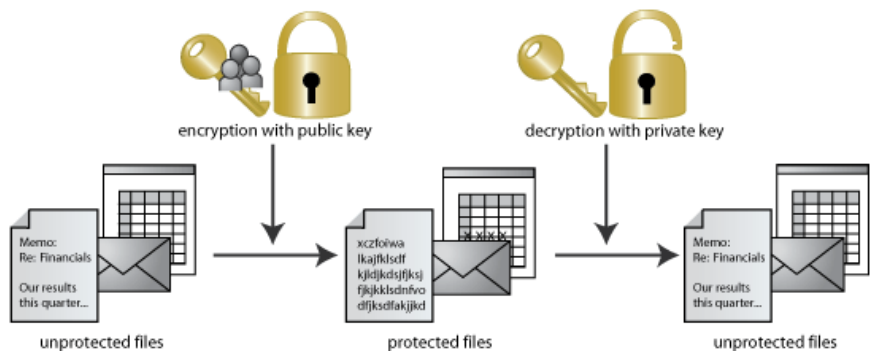 encryption with public key
decryption with private key
Memo:
Re: Financials
Our results
this quarter...
xczfoiwa
lkajfklsdf
kjldjkdsjfjksj
fjkjkklsdnfvo
dfjksdfakjjkd
x x x x
Memo:
Re: Financials
Our results
this quarter...
unprotected files
protected files
unprotected files